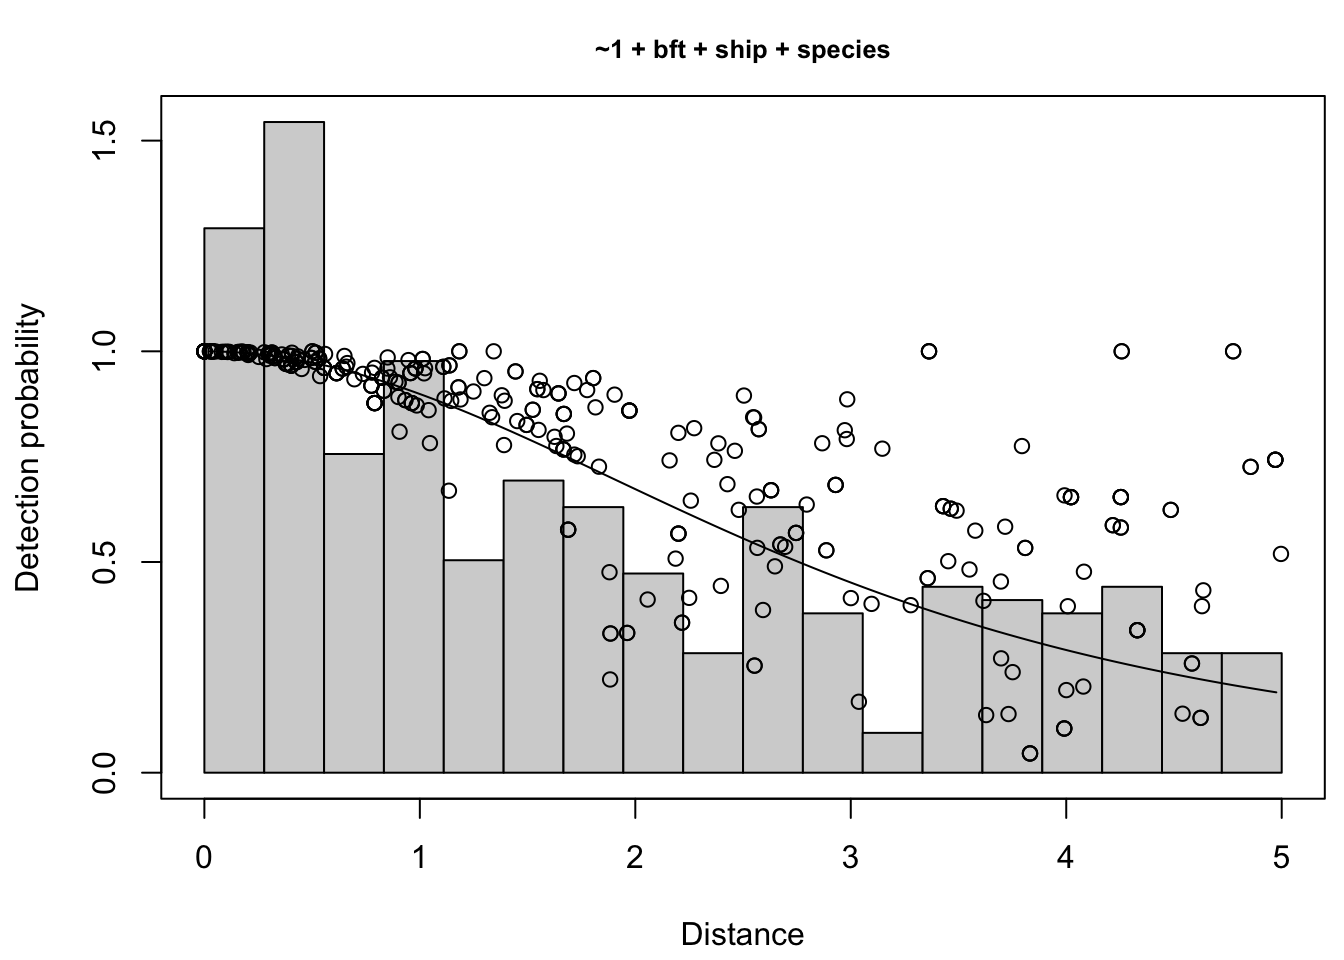 ~1 + bft + ship + species
Detection probability
1.5
1.0
0.5
0.0
0 1 2 3 4 5
Distance